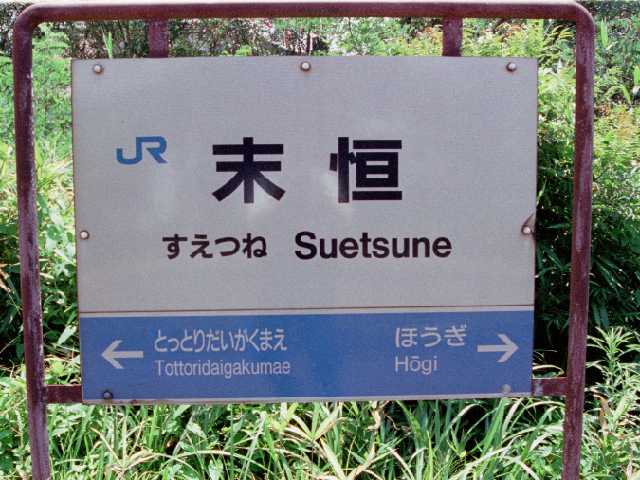 JR 末恒
すえつね Suetsune
← とっとりだいがくまえ ほうぎ →
Tottoridaigakumae Hōgi